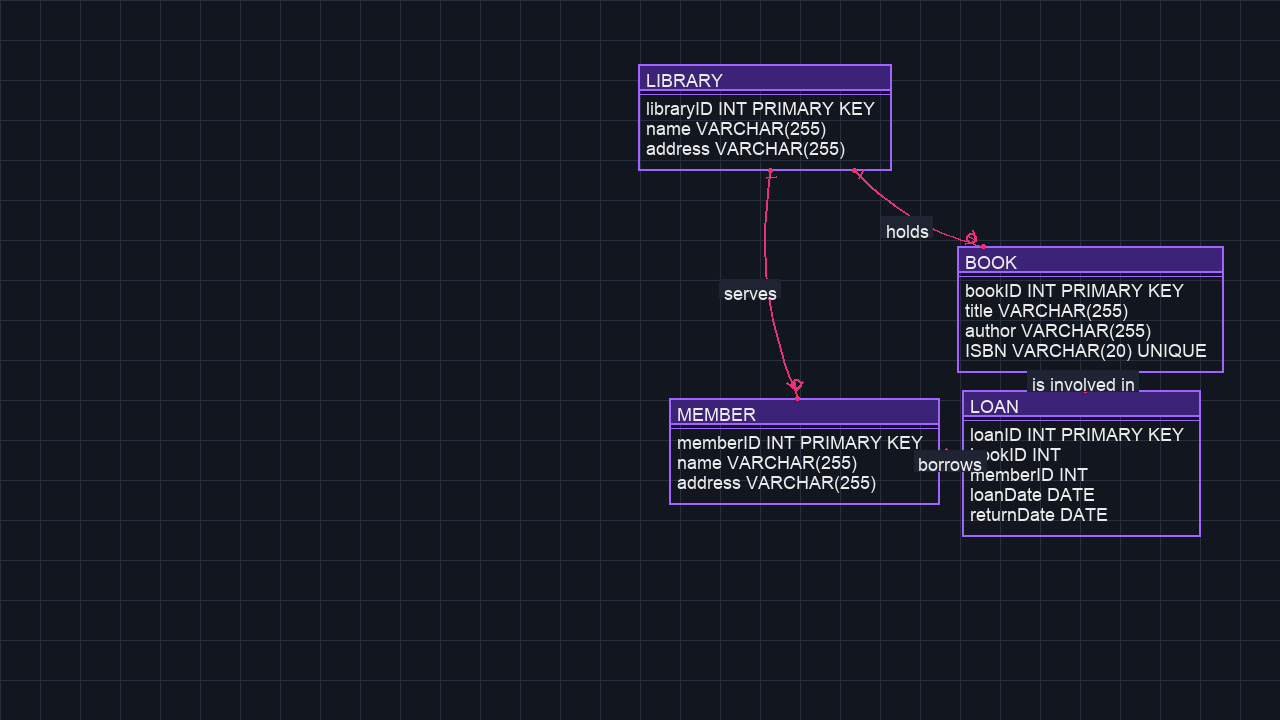 LIBRARY
libraryID INT PRIMARY KEY
name VARCHAR(255)
address VARCHAR(255)
holds
BOOK
bookID INT PRIMARY KEY
title VARCHAR(255)
author VARCHAR(255)
ISBN VARCHAR(20) UNIQUE
serves
is involved in
MEMBER
memberID INT PRIMARY KEY
name VARCHAR(255)
address VARCHAR(255)
borrows
LOAN
loanID INT PRIMARY KEY
ookID INT
memberID INT
loanDate DATE
returnDate DATE